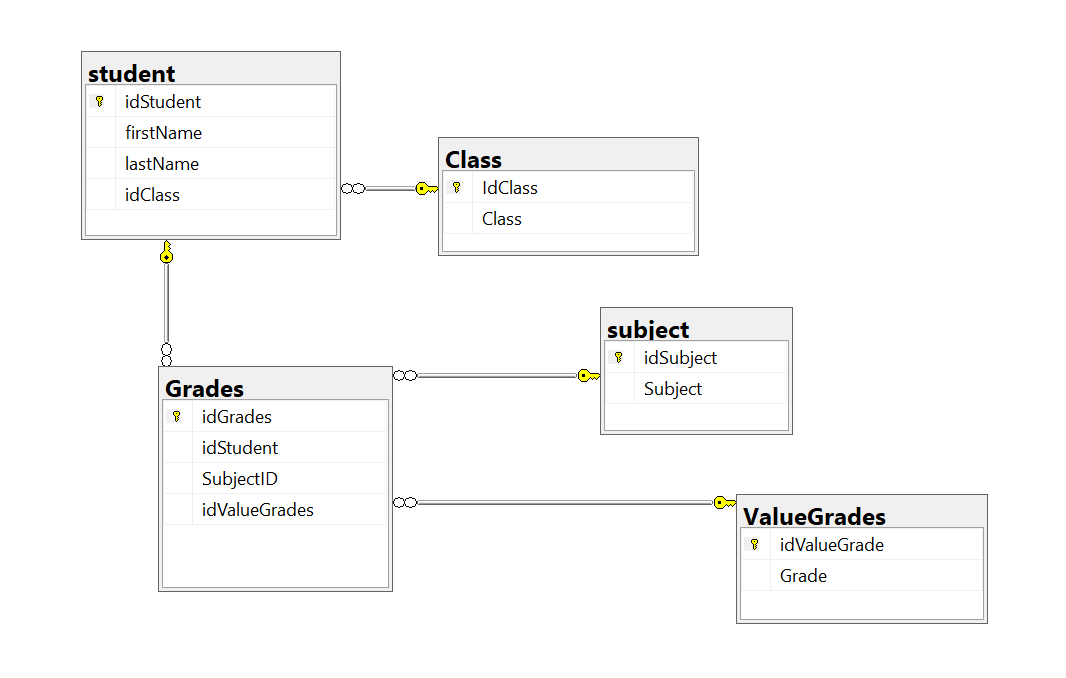 student
idStudent
firstName
lastName
idClass
Class
IdClass
Class
subject
idSubject
Subject
Grades
idGrades
idStudent
SubjectID
idValueGrades
ValueGrades
idValueGrade
Grade